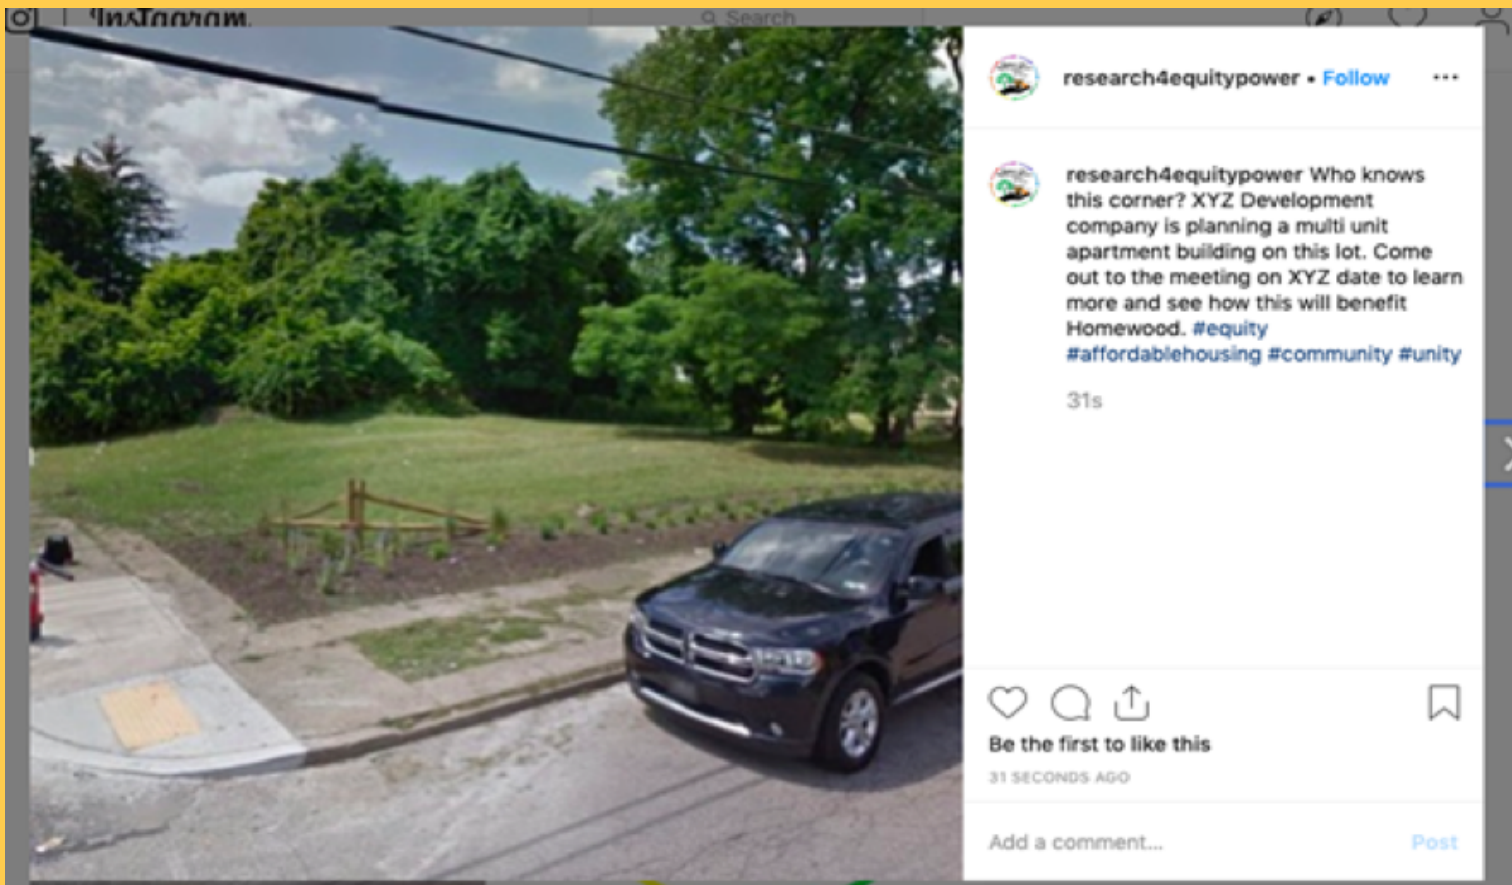 Instagram
Search
research4equitypower • Follow
research4equitypower Who knows
this corner? XYZ Development
company is planning a multi unit
apartment building on this lot. Come
out to the meeting on XYZ date to learn
more and see how this will benefit
Homewood. #equity
#affordablehousing #community #unity
31s
Be the first to like this
31 SECONDS AGO
Add a comment...
Post